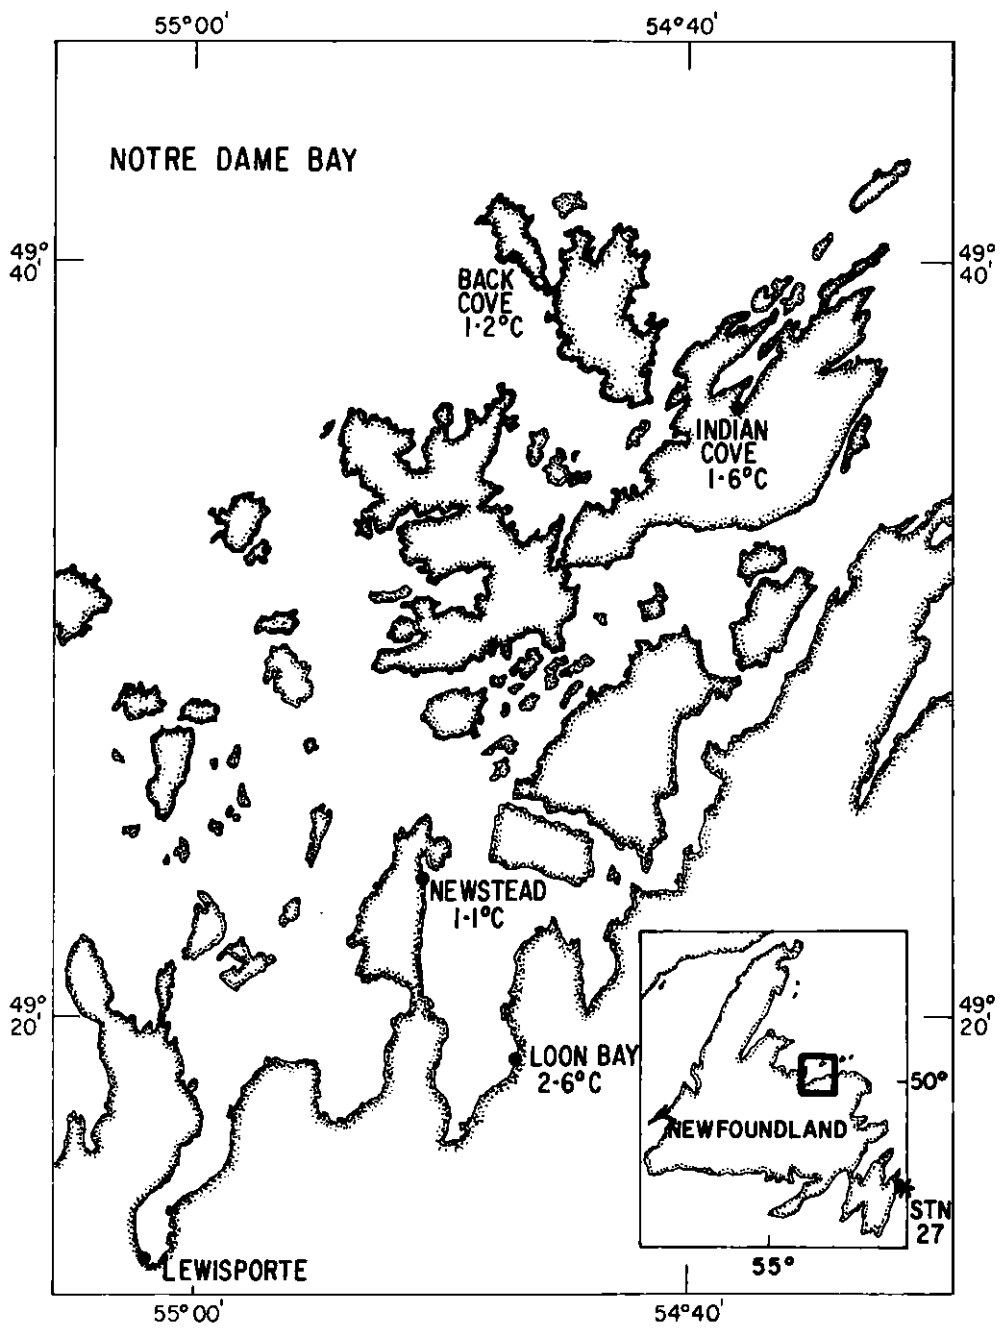 55°00'
54°40'
NOTRE DAME BAY
49°
40'
49°
40'
BACK
COVE
1·2°C
INDIAN
COVE
1·6°C
NEWSTEAD
1·1°C
49°
20'
49°
20'
LOON BAY
2·6°C
50°
NEWFOUNDLAND
STN
27
55°
LEWISPORTE
55°00'
54°40'